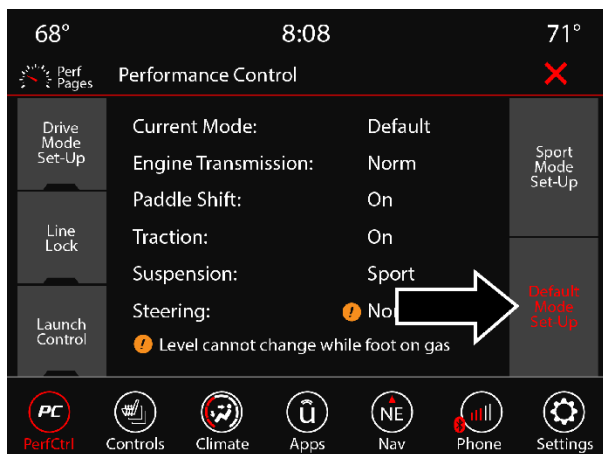 68°
8:08
71°
Perf
Pages
Performance Control
Drive
Mode
Set-Up
Line
Lock
Launch
Control
Current Mode: Default
Engine Transmission: Norm
Paddle Shift: On
Traction: On
Suspension: Sport
Steering:
Level cannot change while foot on gas
Sport
Mode
Set-Up
Default
Mode
Set-Up
PC
PerfCtrl
Controls
Climate
û
Apps
NE
Nav
Phone
Settings